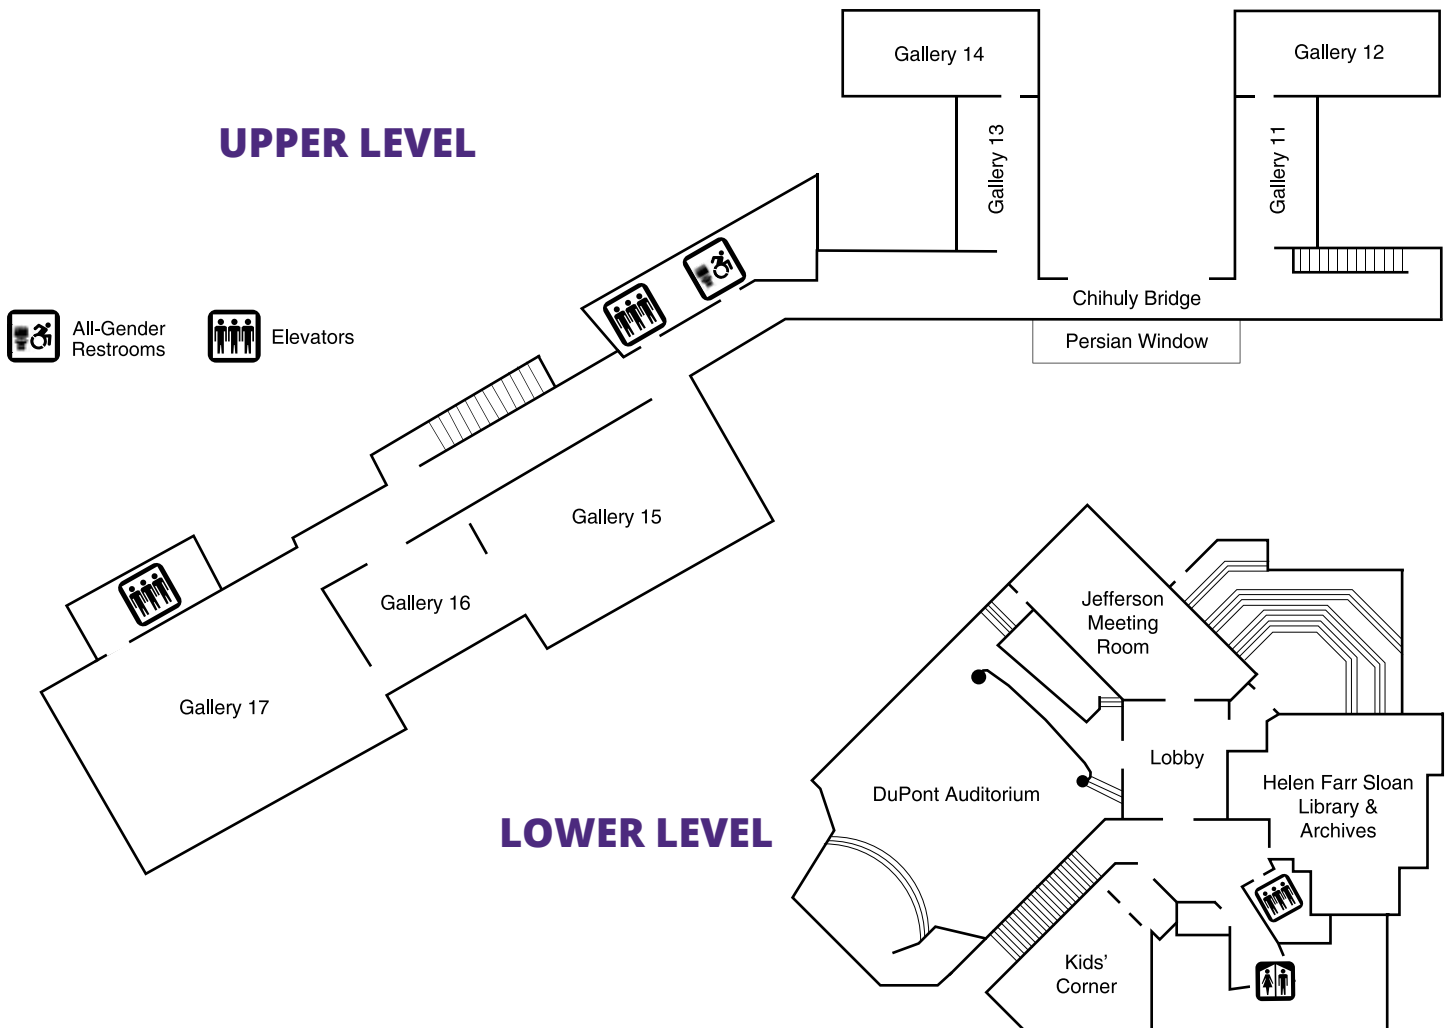 Gallery 14
Gallery 12
UPPER LEVEL
Gallery 13
Gallery 11
Chihuly Bridge
All-Gender
Restrooms
Elevators
Persian Window
Gallery 15
Gallery 16
Gallery 17
Jefferson
Meeting
Room
Lobby
DuPont Auditorium
Helen Farr Sloan
Library &
Archives
LOWER LEVEL
Kids'
Corner